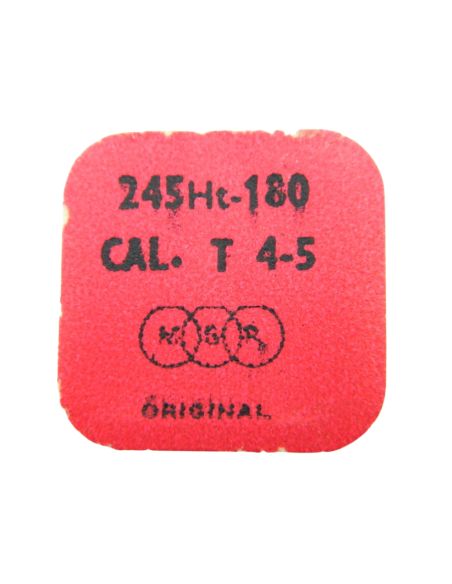 245Ht-180
CAL. T 4-5
M S R
ORIGINAL